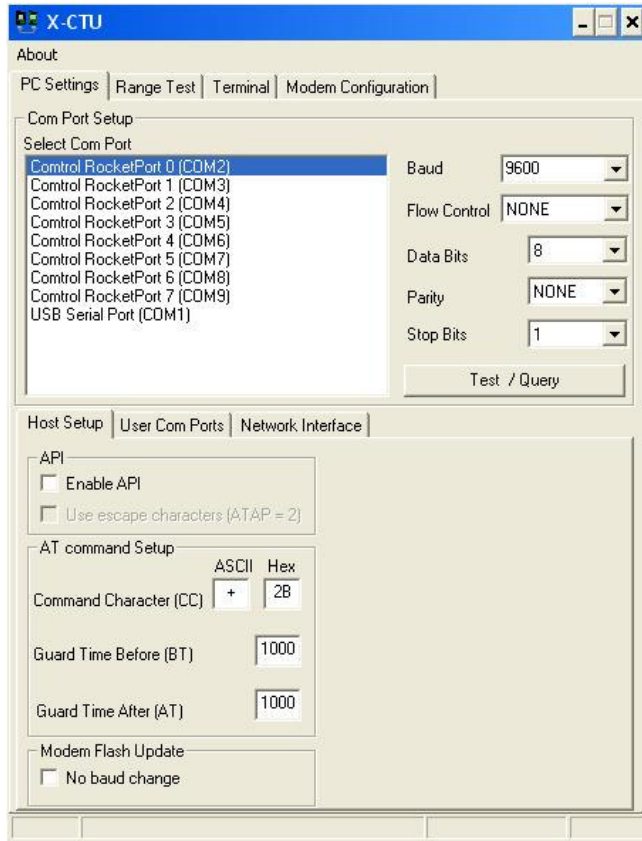 X-CTU
About
PC Settings Range Test Terminal Modem Configuration
Com Port Setup
Select Com Port
Comtrol RocketPort 0 (COM2)
Comtrol RocketPort 1 (COM3)
Comtrol RocketPort 2 (COM4)
Comtrol RocketPort 3 (COM5)
Comtrol RocketPort 4 (COM6)
Comtrol RocketPort 5 (COM7)
Comtrol RocketPort 6 (COM8)
Comtrol RocketPort 7 (COM9)
USB Serial Port (COM1)
Baud 9600
Flow Control NONE
Data Bits 8
Parity NONE
Stop Bits 1
Test / Query
Host Setup User Com Ports Network Interface
API
Enable API
Use escape characters (ATAP = 2)
AT command Setup
ASCII Hex
Command Character (CC) + 2B
Guard Time Before (BT) 1000
Guard Time After (AT) 1000
Modem Flash Update
No baud change